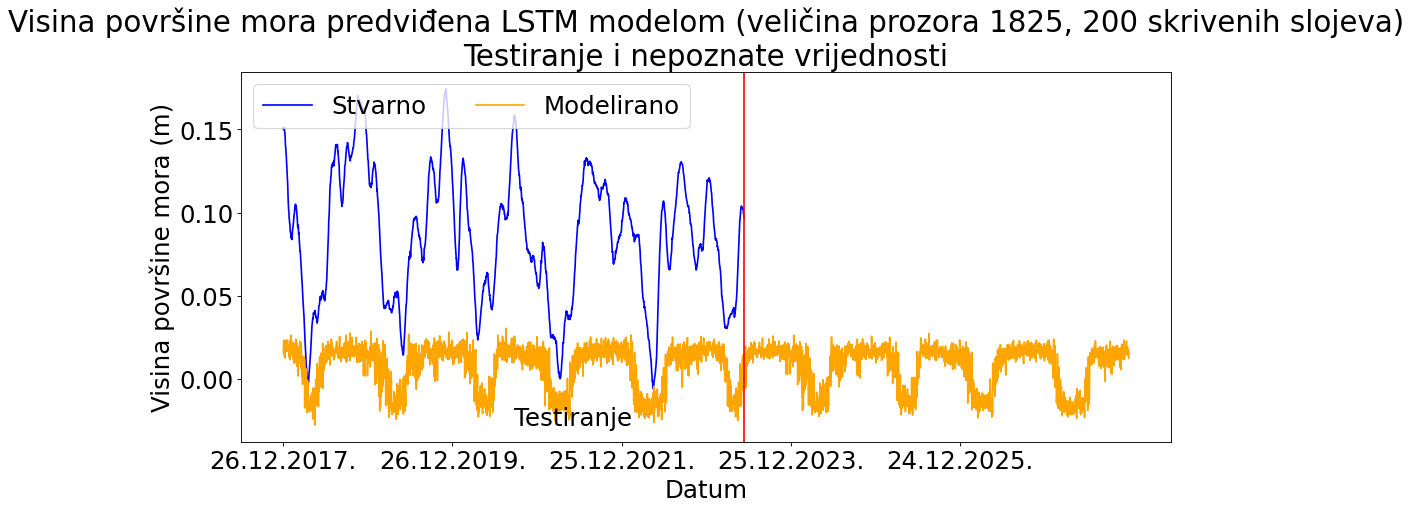 Visina površine mora predviđena LSTM modelom (veličina prozora 1825, 200 skrivenih slojeva)
Testiranje i nepoznate vrijednosti
Stvarno
Modelirano
Visina površine mora (m)
0.15
0.10
0.05
0.00
Testiranje
26.12.2017.
26.12.2019.
25.12.2021.
25.12.2023.
24.12.2025.
Datum